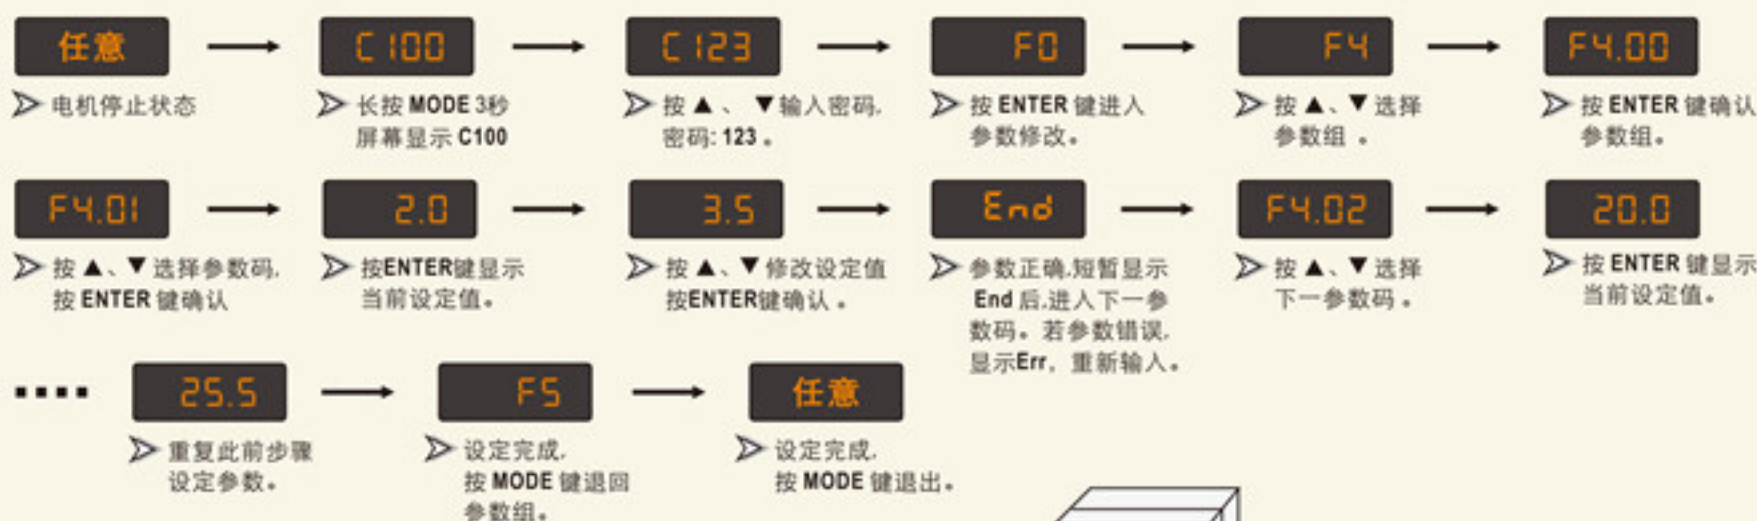 任意
C100
C123
F0
F4
F4.00
电机停止状态
长按 MODE 3秒
屏幕显示 C100
按 ▲ 、 ▼输入密码,
密码: 123 。
按 ENTER 键进入
参数修改。
按 ▲、▼ 选择
参数组 。
按 ENTER 键确认
参数组。
F4.01
2.0
3.5
End
F4.02
20.0
按 ▲、▼ 选择参数码,
按 ENTER 键确认
按ENTER键显示
当前设定值。
按 ▲、▼ 修改设定值
按ENTER键确认 。
参数正确,短暂显示
End 后,进入下一参
数码。若参数错误,
显示Err, 重新输入。
按 ▲、▼ 选择
下一参数码 。
按 ENTER 键显示
当前设定值。
25.5
F5
任意
重复此前步骤
设定参数。
设定完成,
按 MODE 键退回
参数组。
设定完成,
按 MODE 键退出。